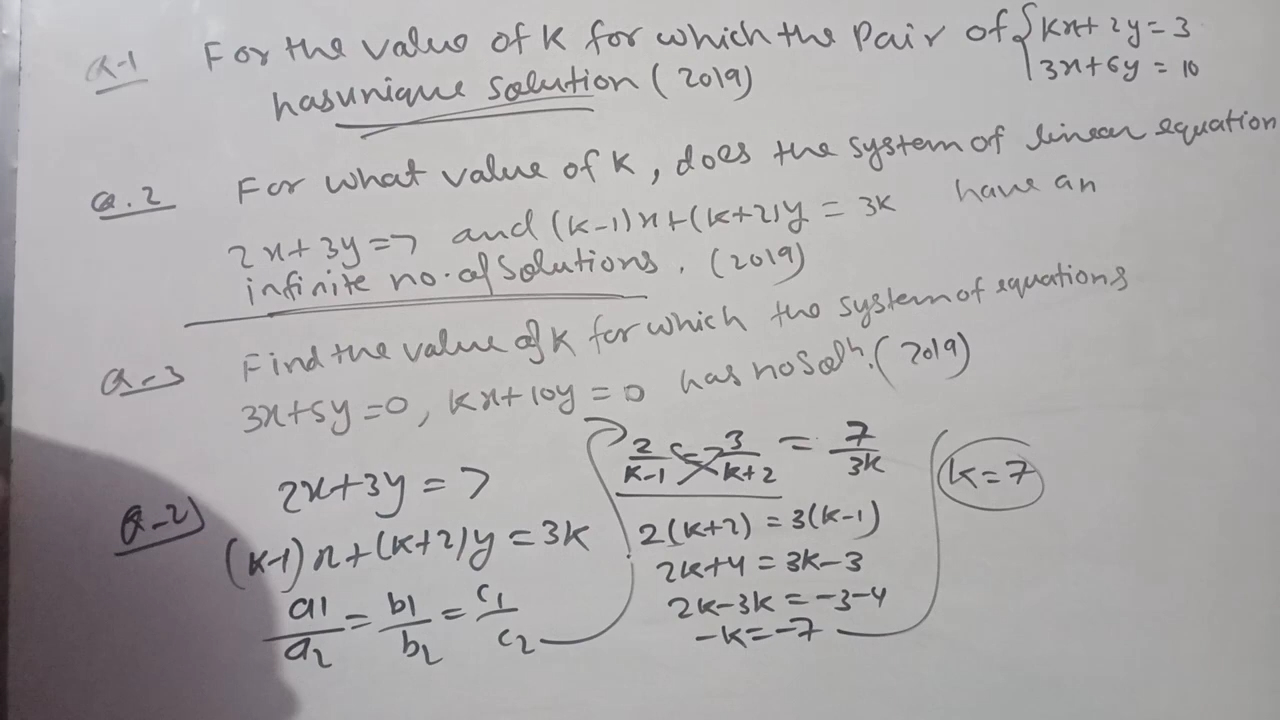 Q-1 For the value of K for which the pair of { Kx + 2y = 3
3x + 6y = 10
has unique solution (2019)
Q.2 For what value of K, does the system of linear equation
2x + 3y = 7 and (K-1)x + (K+2)y = 3K have an
infinite no. of solutions. (2019)
Q-3 Find the value of K for which the system of equations
3x + 5y = 0, Kx + 10y = 0 has no Solⁿ. (2019)
Q-2) 2x + 3y = 7
(K-1)x + (K+2)y = 3K
a1/a2 = b1/b2 = c1/c2
2/K-1 = 3/K+2 = 7/3K
2(K+2) = 3(K-1)
2K+4 = 3K-3
2K-3K = -3-4
-K = -7
K = 7